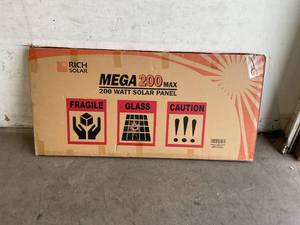 RICH
SOLAR
MEGA 200 MAX
200 WATT SOLAR PANEL
FRAGILE
GLASS
CAUTION
!!!